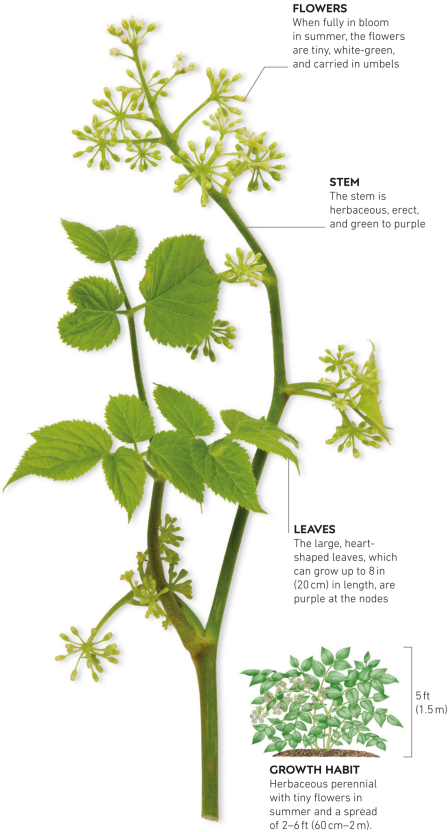 FLOWERS
When fully in bloom
in summer, the flowers
are tiny, white-green,
and carried in umbels
STEM
The stem is
herbaceous, erect,
and green to purple
LEAVES
The large, heart-
shaped leaves, which
can grow up to 8 in
(20 cm) in length, are
purple at the nodes
5 ft
(1.5 m)
GROWTH HABIT
Herbaceous perennial
with tiny flowers in
summer and a spread
of 2–6 ft (60 cm–2 m).